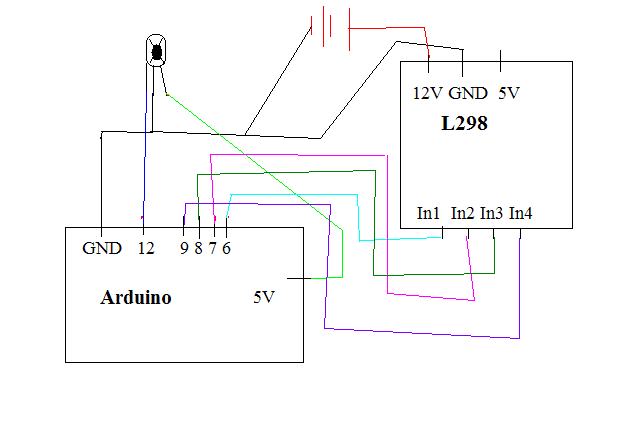 12V GND 5V
L298
In1 In2 In3 In4
GND 12 9 8 7 6
Arduino 5V